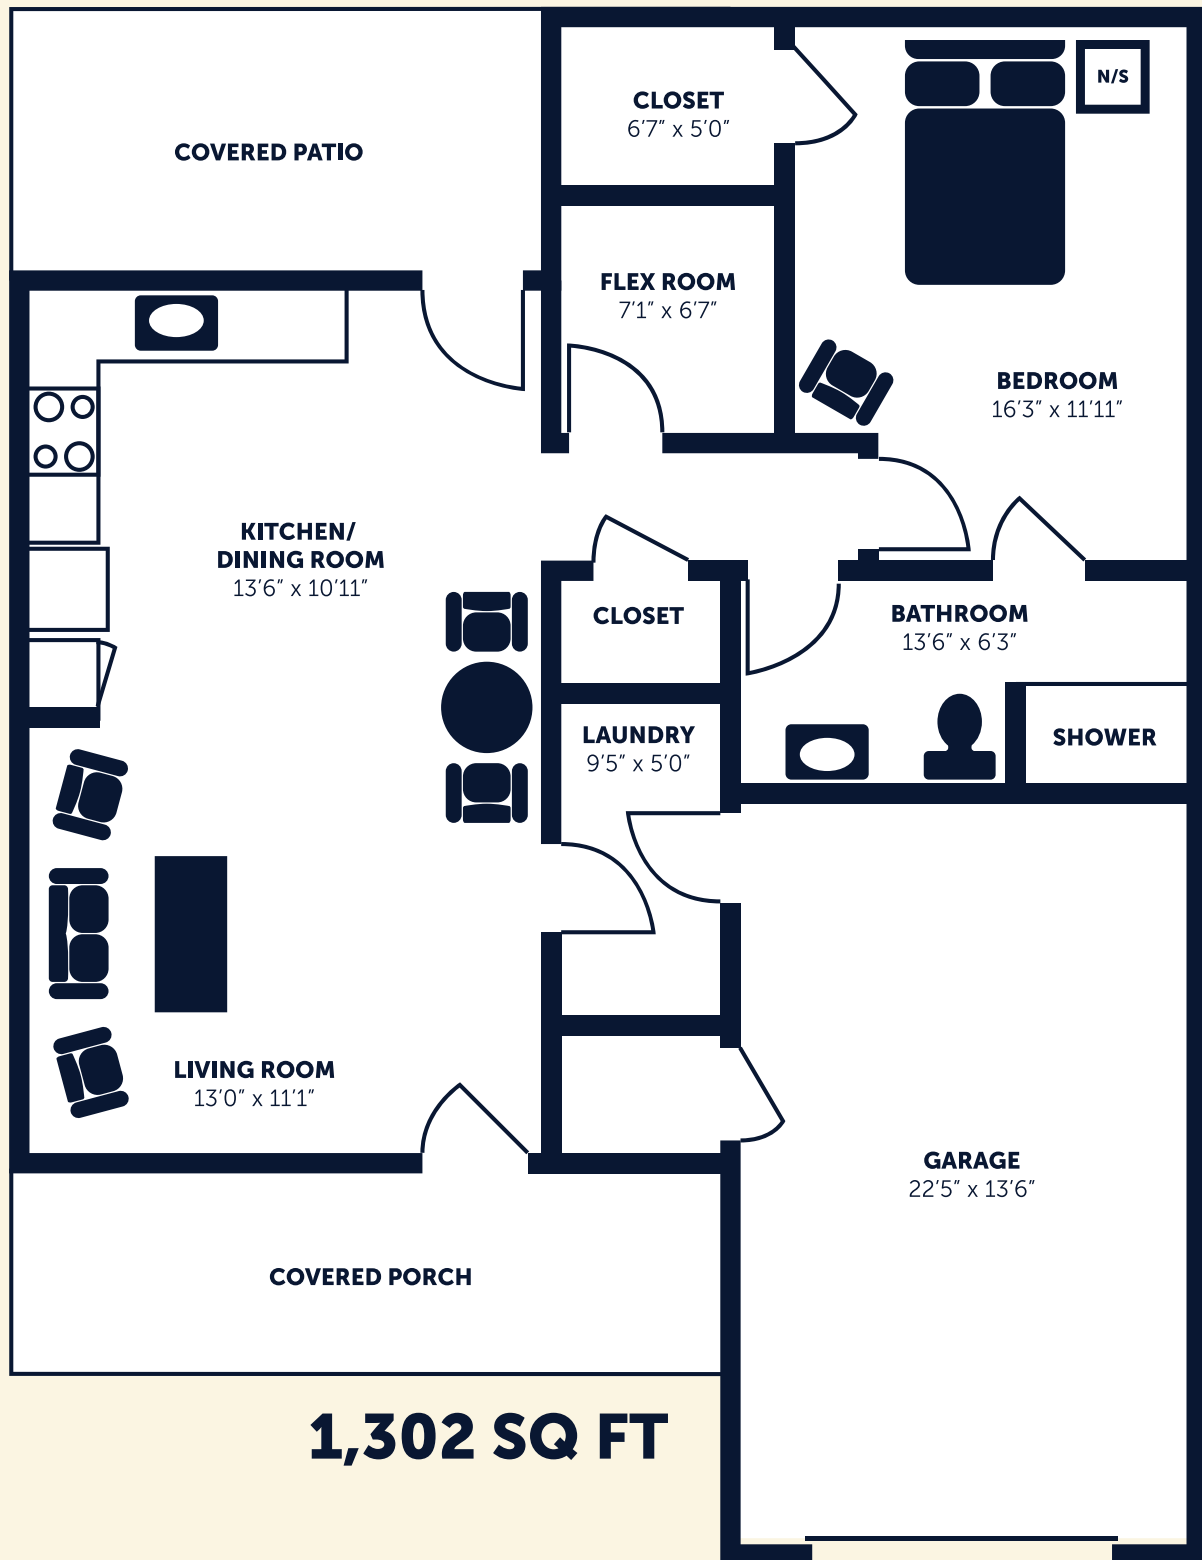 CLOSET
6'7" x 5'0"
N/S
COVERED PATIO
FLEX ROOM
7'1" x 6'7"
BEDROOM
16'3" x 11'11"
KITCHEN/
DINING ROOM
13'6" x 10'11"
CLOSET
BATHROOM
13'6" x 6'3"
LAUNDRY
9'5" x 5'0"
SHOWER
LIVING ROOM
13'0" x 11'1"
GARAGE
22'5" x 13'6"
COVERED PORCH
1,302 SQ FT